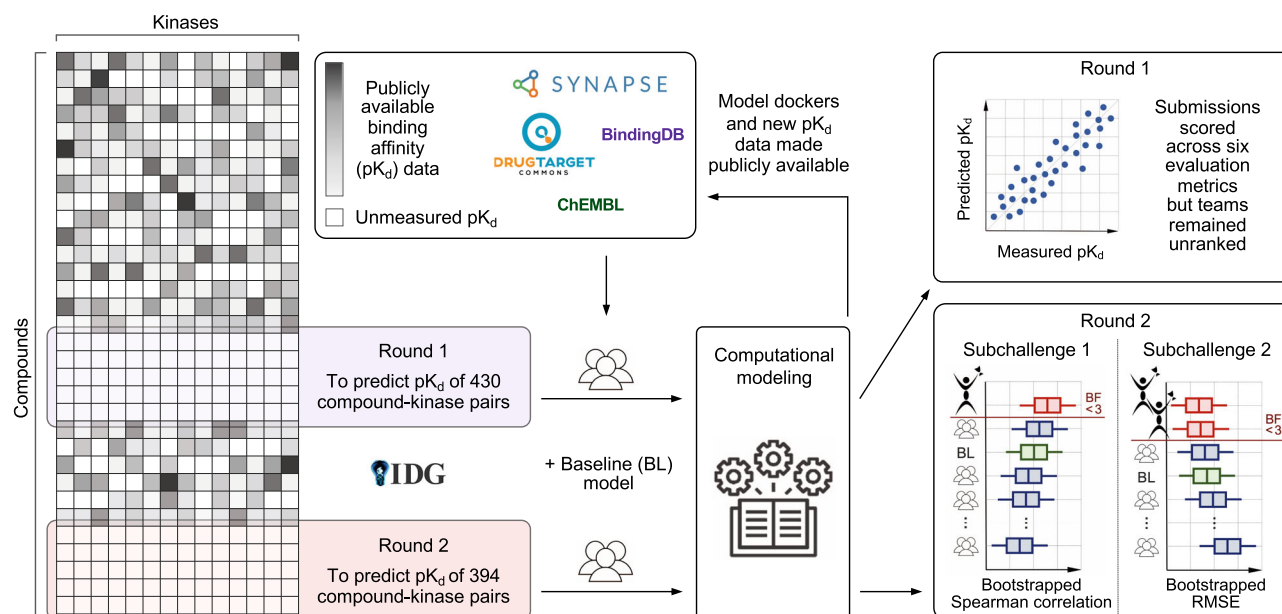 Kinases
Compounds
Publicly
available
binding
affinity
(pKd) data
Unmeasured pKd
SYNAPSE
BindingDB
DRUGTARGET
COMMONS
ChEMBL
Model dockers
and new pKd
data made
publicly available
Round 1
Predicted pKd
Measured pKd
Submissions
scored
across six
evaluation
metrics
but teams
remained
unranked
Round 1
To predict pKd of 430
compound-kinase pairs
IDG
+ Baseline (BL)
model
Round 2
To predict pKd of 394
compound-kinase pairs
Computational
modeling
Round 2
Subchallenge 1
BF
<3
BL
Bootstrapped
Spearman correlation
Subchallenge 2
BF
<3
BL
Bootstrapped
RMSE